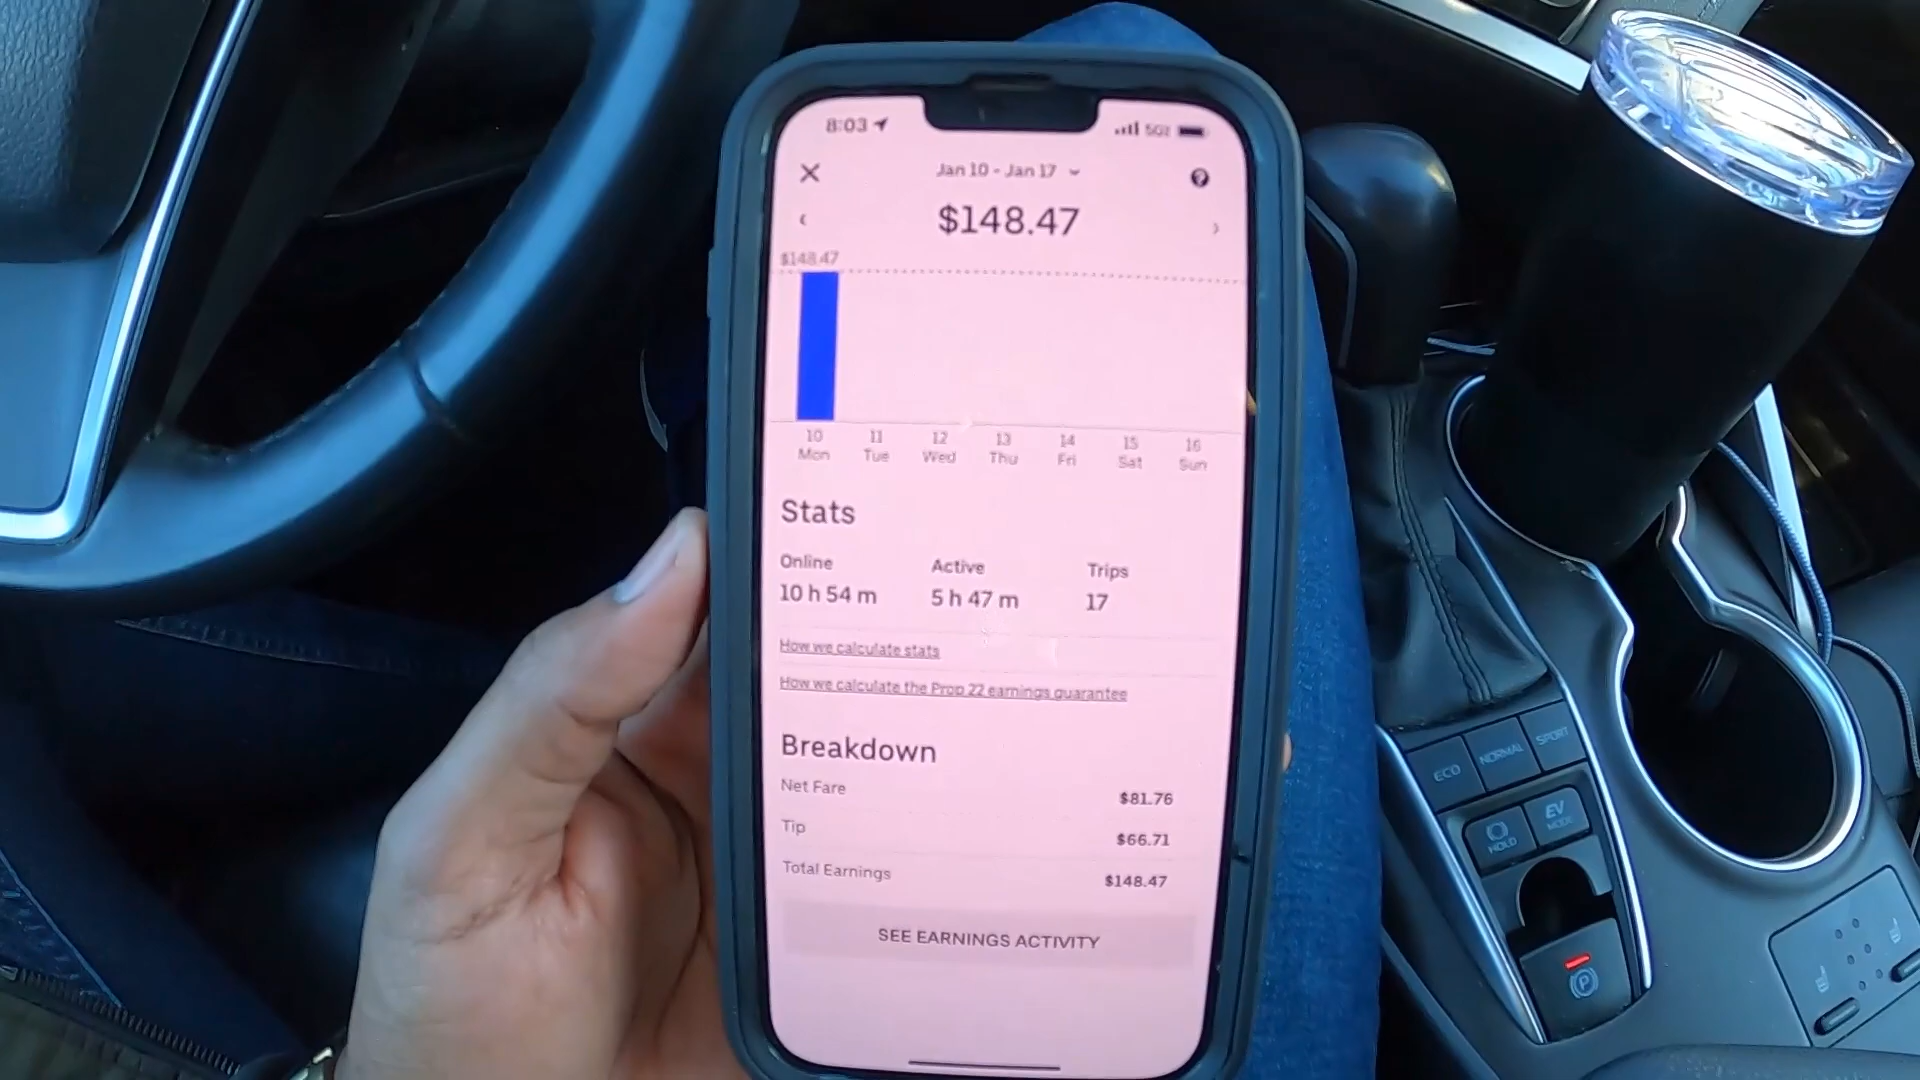 8:03
5G
Jan 10 - Jan 17
$148.47
$148.47
10 11 12 13 14 15 16
Mon Tue Wed Thu Fri Sat Sun
Stats
Online Active Trips
10 h 54 m 5 h 47 m 17
How we calculate stats
How we calculate the Prop 22 earnings guarantee
Breakdown
Net Fare $81.76
Tip $66.71
Total Earnings $148.47
SEE EARNINGS ACTIVITY
ECO NORMAL SPORT
HOLD EV MODE
P